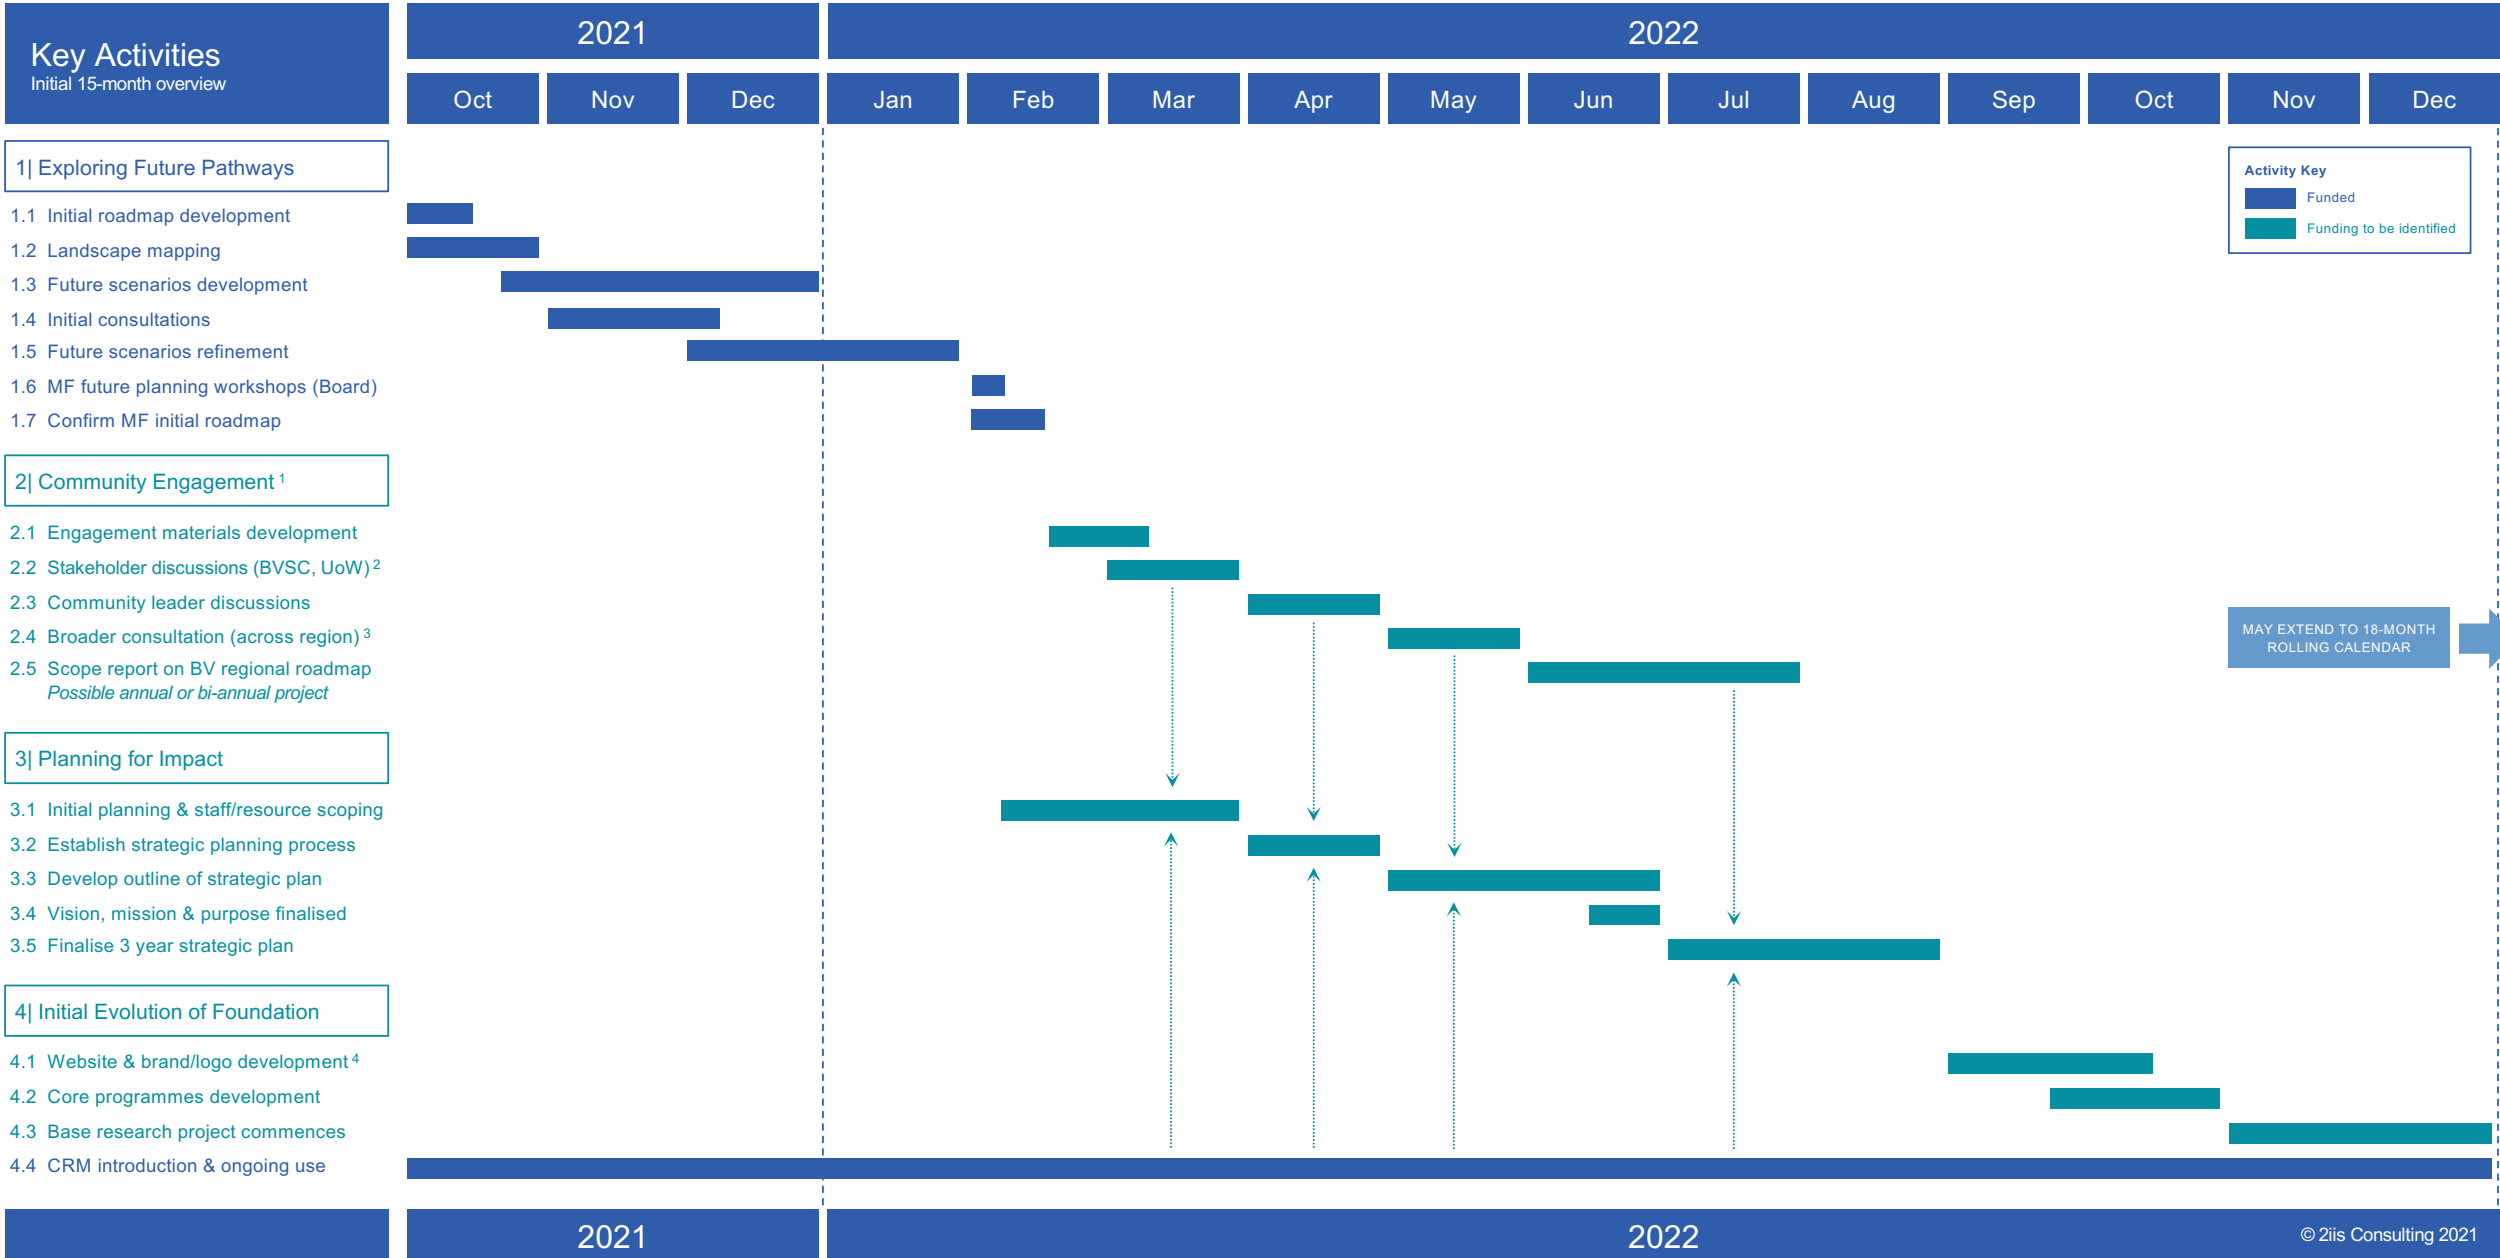 Key Activities
Initial 15-month overview
2021
2022
Oct
Nov
Dec
Jan
Feb
Mar
Apr
May
Jun
Jul
Aug
Sep
Oct
Nov
Dec
Activity Key
Funded
Funding to be identified
1| Exploring Future Pathways
1.1 Initial roadmap development
1.2 Landscape mapping
1.3 Future scenarios development
1.4 Initial consultations
1.5 Future scenarios refinement
1.6 MF future planning workshops (Board)
1.7 Confirm MF initial roadmap
2| Community Engagement 1
2.1 Engagement materials development
2.2 Stakeholder discussions (BVSC, UoW) 2
2.3 Community leader discussions
2.4 Broader consultation (across region) 3
2.5 Scope report on BV regional roadmap
Possible annual or bi-annual project
MAY EXTEND TO 18-MONTH
ROLLING CALENDAR
3| Planning for Impact
3.1 Initial planning & staff/resource scoping
3.2 Establish strategic planning process
3.3 Develop outline of strategic plan
3.4 Vision, mission & purpose finalised
3.5 Finalise 3 year strategic plan
4| Initial Evolution of Foundation
4.1 Website & brand/logo development 4
4.2 Core programmes development
4.3 Base research project commences
4.4 CRM introduction & ongoing use
2021
2022
© 2iis Consulting 2021